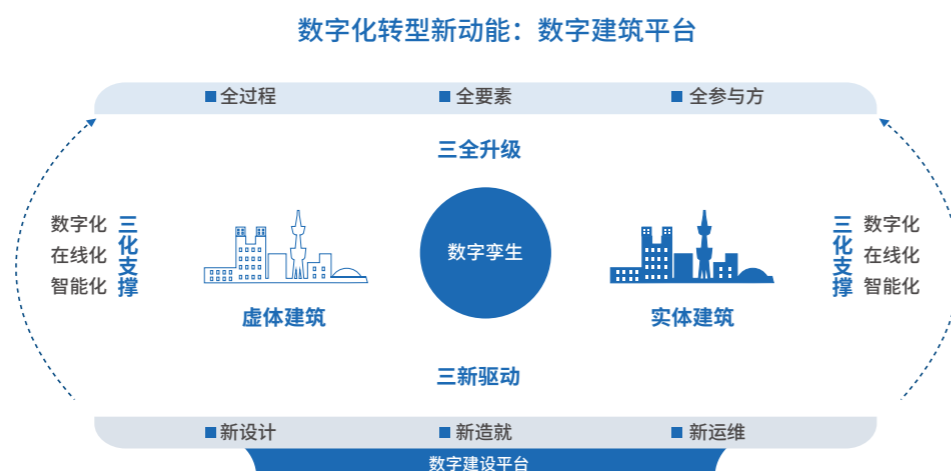 数字化转型新动能：数字建筑平台
全过程
全要素
全参与方
三全升级
数字化
在线化
智能化
三化支撑
数字孪生
三化支撑
数字化
在线化
智能化
虚体建筑
实体建筑
三新驱动
新设计
新造就
新运维
数字建设平台